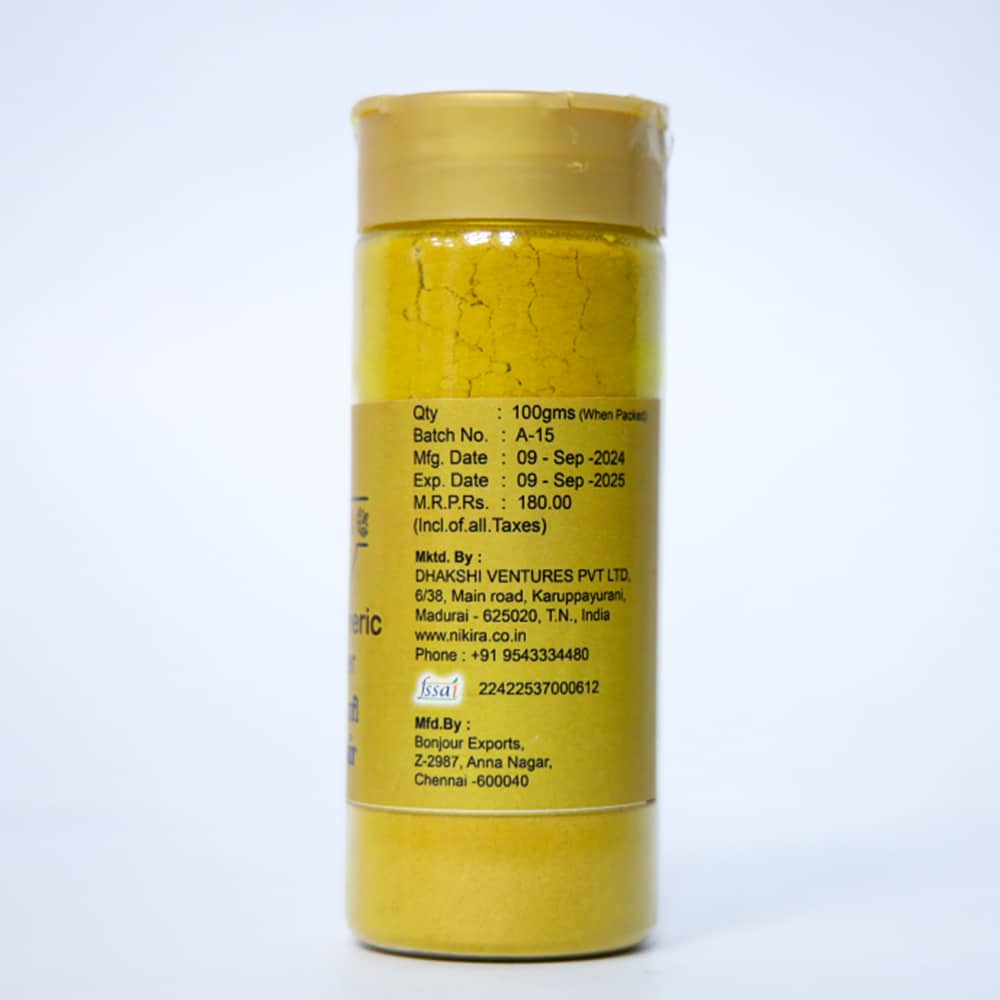 Qty : 100gms (When Packed)
Batch No. : A-15
Mfg. Date : 09 - Sep -2024
Exp. Date : 09 - Sep -2025
M.R.P.Rs. : 180.00
(Incl.of.all.Taxes)
Mktd. By :
DHAKSHI VENTURES PVT LTD,
6/38, Main road, Karuppayurani,
Madurai - 625020, T.N., India
www.nikira.co.in
Phone : +91 9543334480
fssai 22422537000612
Mfd.By :
Bonjour Exports,
Z-2987, Anna Nagar,
Chennai -600040
eric